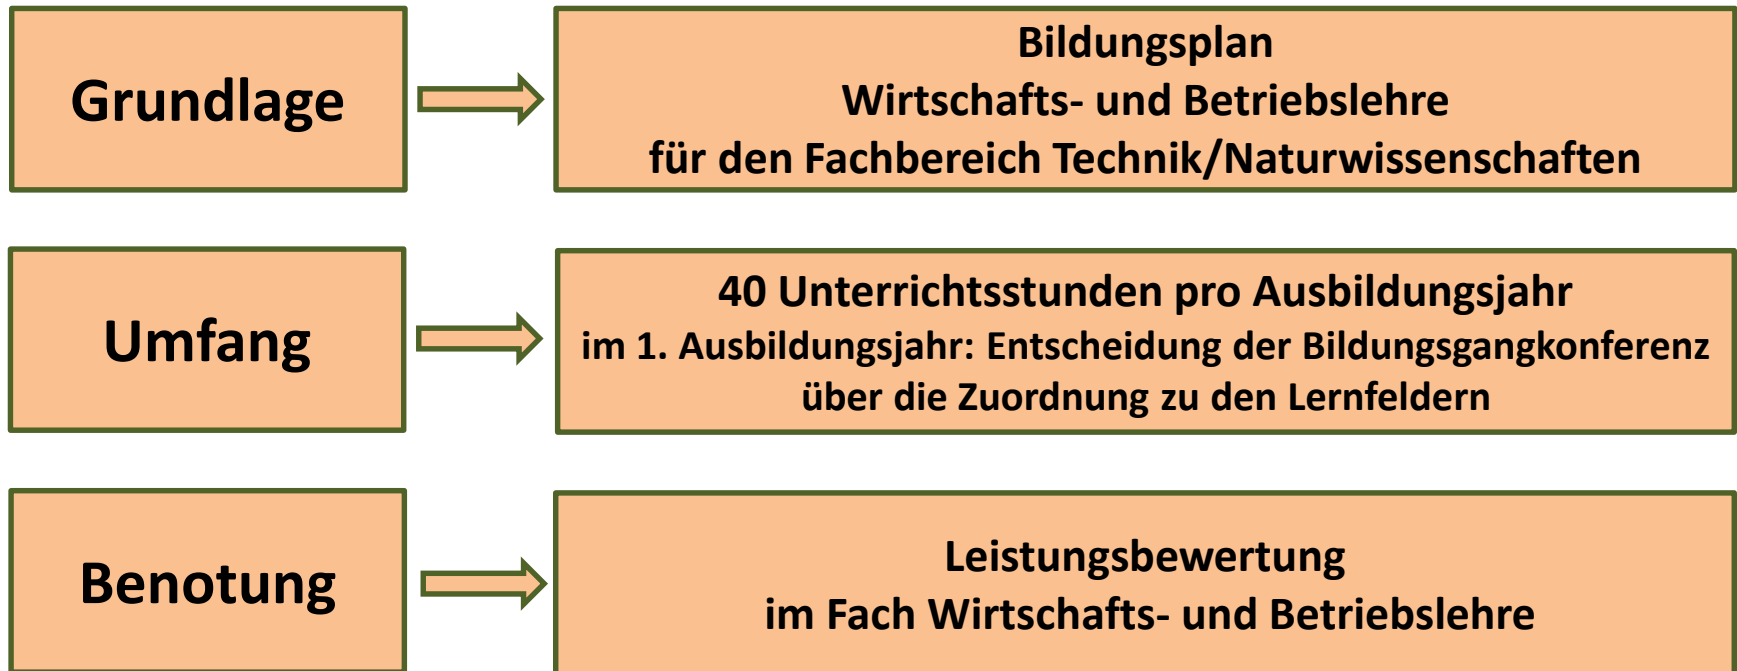 Grundlage
Bildungsplan
Wirtschafts- und Betriebslehre
für den Fachbereich Technik/Naturwissenschaften
Umfang
40 Unterrichtsstunden pro Ausbildungsjahr
im 1. Ausbildungsjahr: Entscheidung der Bildungsgangkonferenz
über die Zuordnung zu den Lernfeldern
Benotung
Leistungsbewertung
im Fach Wirtschafts- und Betriebslehre